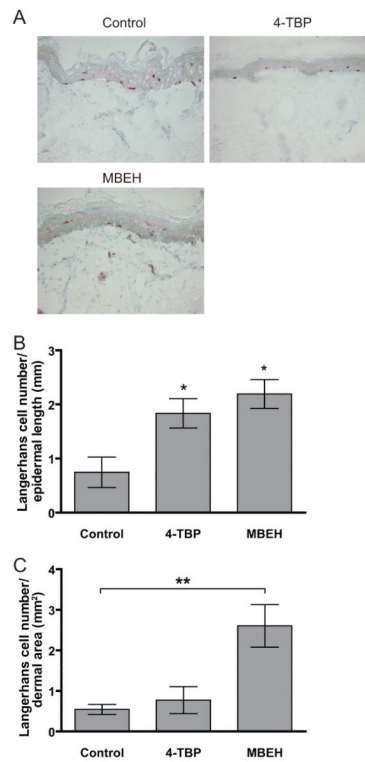 A
Control 4-TBP
MBEH
B
Langerhans cell number/
epidermal length (mm)
3
2
1
0
* *
Control 4-TBP MBEH
C
Langerhans cell number/
dermal area (mm²)
4
3
2
1
0
**
Control 4-TBP MBEH